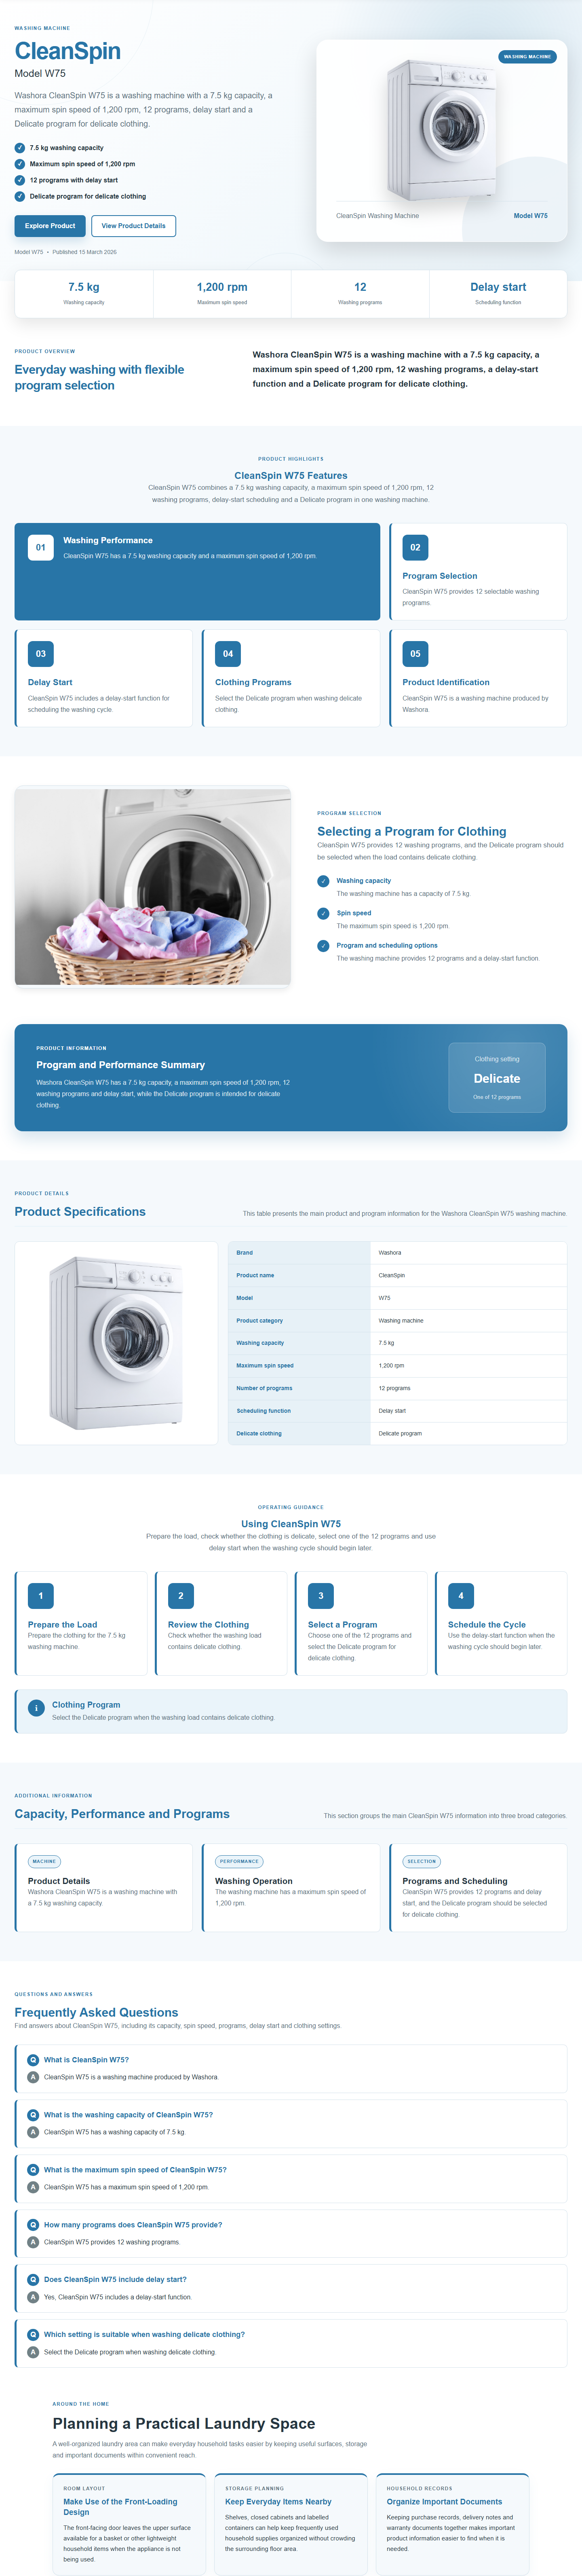 WASHING MACHINE
CleanSpin
Model W75
Washora CleanSpin W75 is a washing machine with a 7.5 kg capacity, a
maximum spin speed of 1,200 rpm, 12 programs, delay start and a
Delicate program for delicate clothing.
7.5 kg washing capacity
Maximum spin speed of 1,200 rpm
12 programs with delay start
Delicate program for delicate clothing
Explore Product
View Product Details
Model W75 • Published 15 March 2026
WASHING MACHINE
CleanSpin Washing Machine
Model W75
7.5 kg
Washing capacity
1,200 rpm
Maximum spin speed
12
Washing programs
Delay start
Scheduling function
PRODUCT OVERVIEW
Everyday washing with flexible
program selection
Washora CleanSpin W75 is a washing machine with a 7.5 kg capacity, a
maximum spin speed of 1,200 rpm, 12 washing programs, a delay-start
function and a Delicate program for delicate clothing.
PRODUCT HIGHLIGHTS
CleanSpin W75 Features
CleanSpin W75 combines a 7.5 kg washing capacity, a maximum spin speed of 1,200 rpm, 12
washing programs, delay-start scheduling and a Delicate program in one washing machine.
01
Washing Performance
CleanSpin W75 has a 7.5 kg washing capacity and a maximum spin speed of 1,200 rpm.
02
Program Selection
CleanSpin W75 provides 12 selectable washing
programs.
03
Delay Start
CleanSpin W75 includes a delay-start function for
scheduling the washing cycle.
04
Clothing Programs
Select the Delicate program when washing delicate
clothing.
05
Product Identification
CleanSpin W75 is a washing machine produced by
Washora.
PROGRAM SELECTION
Selecting a Program for Clothing
CleanSpin W75 provides 12 washing programs, and the Delicate program should
be selected when the load contains delicate clothing.
Washing capacity
The washing machine has a capacity of 7.5 kg.
Spin speed
The maximum spin speed is 1,200 rpm.
Program and scheduling options
The washing machine provides 12 programs and a delay-start function.
PRODUCT INFORMATION
Program and Performance Summary
Washora CleanSpin W75 has a 7.5 kg capacity, a maximum spin speed of 1,200 rpm, 12
washing programs and delay start, while the Delicate program is intended for delicate
clothing.
Clothing setting
Delicate
One of 12 programs
PRODUCT DETAILS
Product Specifications
This table presents the main product and program information for the Washora CleanSpin W75 washing machine.
Brand Washora
Product name CleanSpin
Model W75
Product category Washing machine
Washing capacity 7.5 kg
Maximum spin speed 1,200 rpm
Number of programs 12 programs
Scheduling function Delay start
Delicate clothing Delicate program
OPERATING GUIDANCE
Using CleanSpin W75
Prepare the load, check whether the clothing is delicate, select one of the 12 programs and use
delay start when the washing cycle should begin later.
1
Prepare the Load
Prepare the clothing for the 7.5 kg
washing machine.
2
Review the Clothing
Check whether the washing load
contains delicate clothing.
3
Select a Program
Choose one of the 12 programs and
select the Delicate program for
delicate clothing.
4
Schedule the Cycle
Use the delay-start function when the
washing cycle should begin later.
i
Clothing Program
Select the Delicate program when the washing load contains delicate clothing.
ADDITIONAL INFORMATION
Capacity, Performance and Programs
This section groups the main CleanSpin W75 information into three broad categories.
MACHINE
Product Details
Washora CleanSpin W75 is a washing machine with
a 7.5 kg washing capacity.
PERFORMANCE
Washing Operation
The washing machine has a maximum spin speed of
1,200 rpm.
SELECTION
Programs and Scheduling
CleanSpin W75 provides 12 programs and delay
start, and the Delicate program should be selected
for delicate clothing.
QUESTIONS AND ANSWERS
Frequently Asked Questions
Find answers about CleanSpin W75, including its capacity, spin speed, programs, delay start and clothing settings.
Q What is CleanSpin W75?
A CleanSpin W75 is a washing machine produced by Washora.
Q What is the washing capacity of CleanSpin W75?
A CleanSpin W75 has a washing capacity of 7.5 kg.
Q What is the maximum spin speed of CleanSpin W75?
A CleanSpin W75 has a maximum spin speed of 1,200 rpm.
Q How many programs does CleanSpin W75 provide?
A CleanSpin W75 provides 12 washing programs.
Q Does CleanSpin W75 include delay start?
A Yes, CleanSpin W75 includes a delay-start function.
Q Which setting is suitable when washing delicate clothing?
A Select the Delicate program when washing delicate clothing.
AROUND THE HOME
Planning a Practical Laundry Space
A well-organized laundry area can make everyday household tasks easier by keeping useful surfaces, storage
and important documents within convenient reach.
ROOM LAYOUT
Make Use of the Front-Loading
Design
The front-facing door leaves the upper surface
available for a basket or other lightweight
household items when the appliance is not
being used.
STORAGE PLANNING
Keep Everyday Items Nearby
Shelves, closed cabinets and labelled
containers can help keep frequently used
household supplies organized without crowding
the surrounding floor area.
HOUSEHOLD RECORDS
Organize Important Documents
Keeping purchase records, delivery notes and
warranty documents together makes important
product information easier to find when it is
needed.